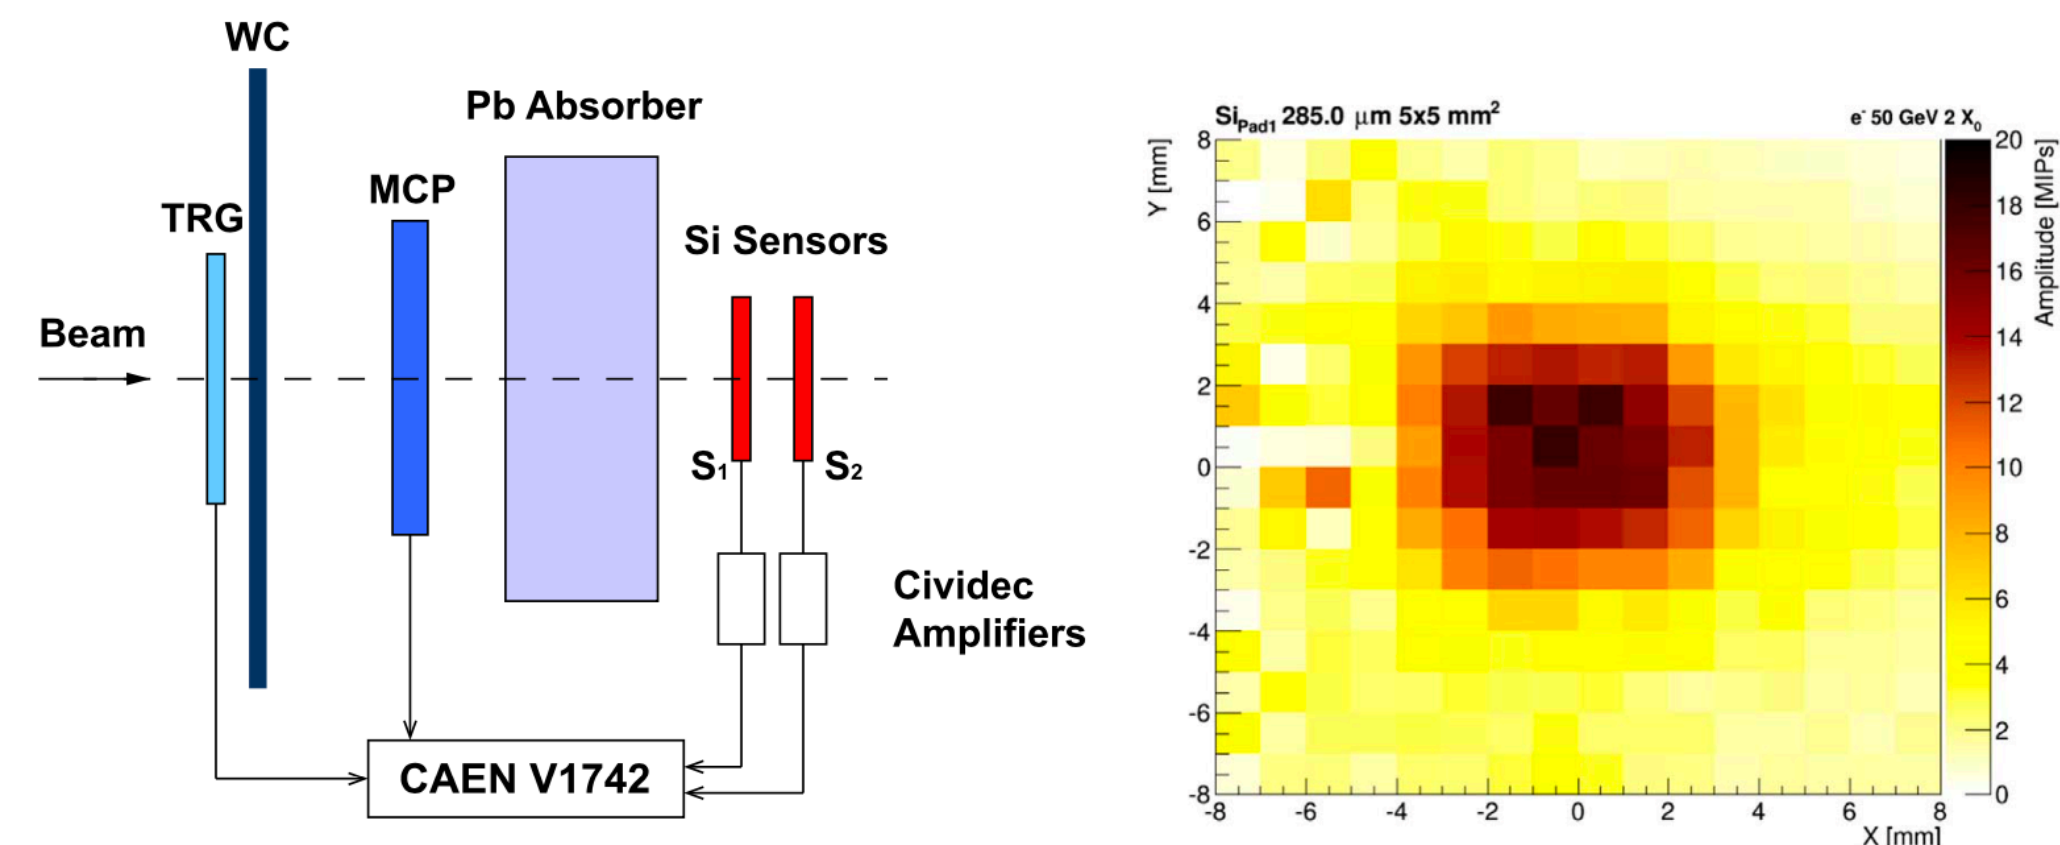 WC
Pb Absorber
MCP
TRG
Si Sensors
Beam
S1
S2
Cividec
Amplifiers
CAEN V1742
SiPad1 285.0 μm 5x5 mm2
e- 50 GeV 2 X0
Y [mm]
8
6
4
2
0
-2
-4
-6
-8
-8 -6 -4 -2 0 2 4 6 8
X [mm]
20
18
16
14
12
10
8
6
4
2
0
Amplitude [MIPs]